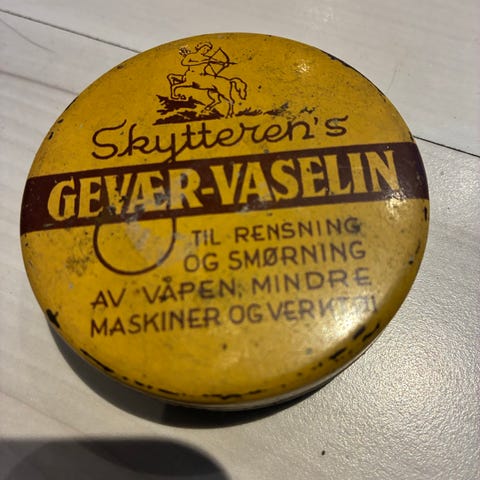 Skytteren's
GEVÆR-VASELIN
TIL RENSNING
OG SMØRNING
AV VÅPEN, MINDRE
MASKINER OG VERKTØI